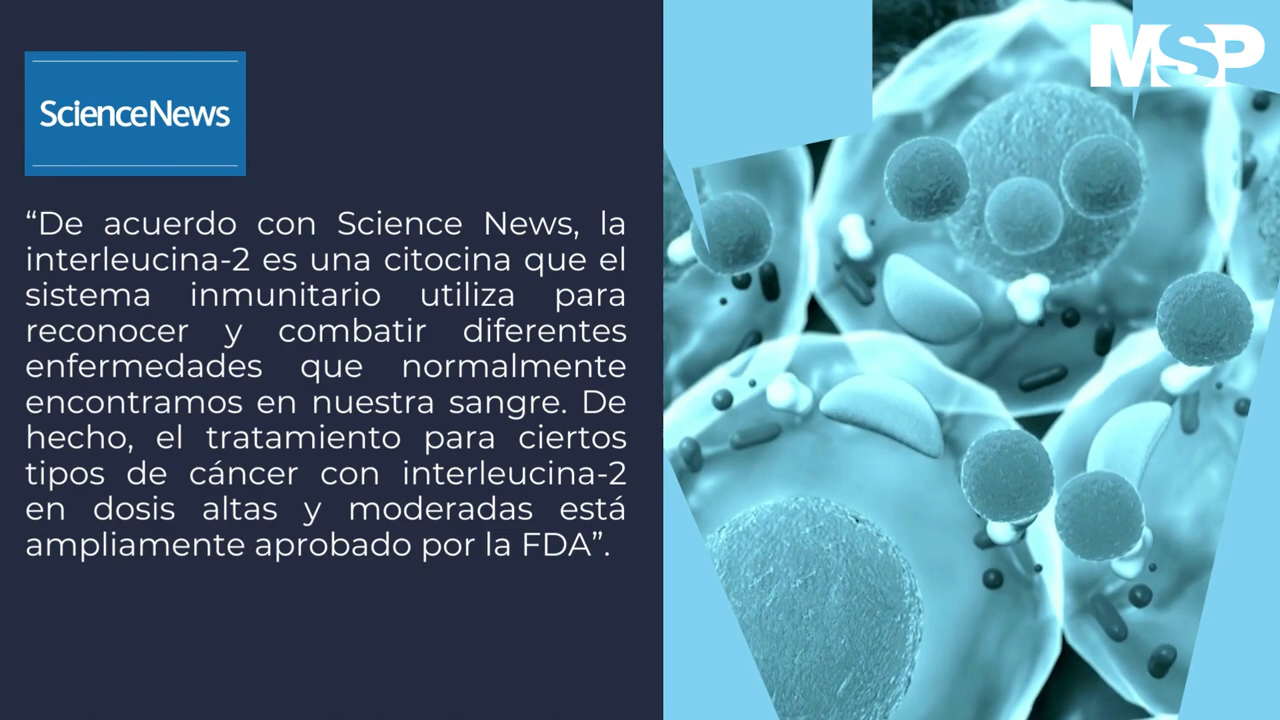 MSP
ScienceNews
“De acuerdo con Science News, la
interleucina-2 es una citocina que el
sistema inmunitario utiliza para
reconocer y combatir diferentes
enfermedades que normalmente
encontramos en nuestra sangre. De
hecho, el tratamiento para ciertos
tipos de cáncer con interleucina-2
en dosis altas y moderadas está
ampliamente aprobado por la FDA”.